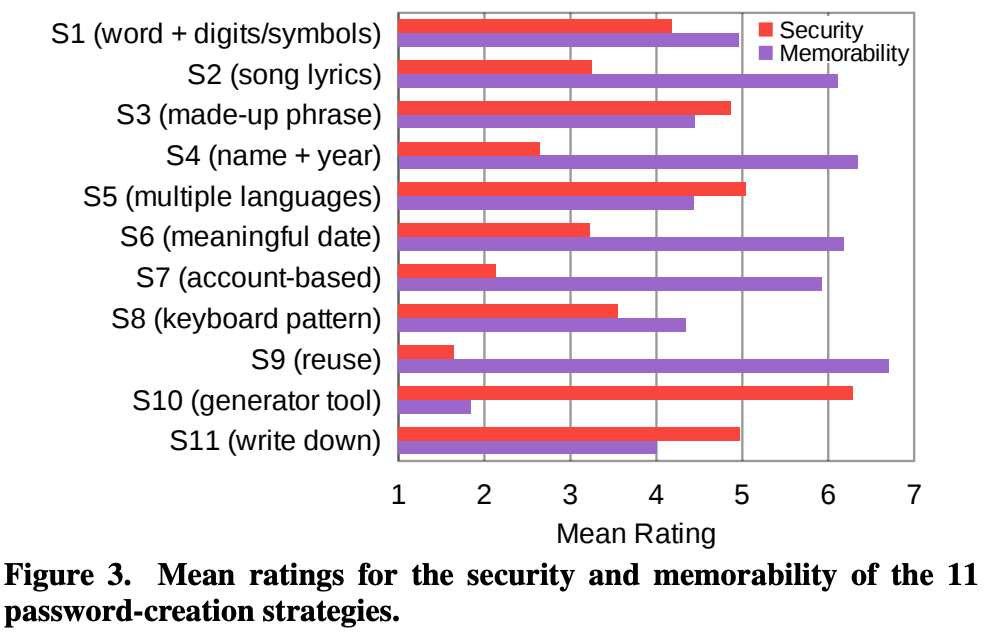 S1 (word + digits/symbols)
S2 (song lyrics)
S3 (made-up phrase)
S4 (name + year)
S5 (multiple languages)
S6 (meaningful date)
S7 (account-based)
S8 (keyboard pattern)
S9 (reuse)
S10 (generator tool)
S11 (write down)
Security
Memorability
1 2 3 4 5 6 7
Mean Rating
Figure 3. Mean ratings for the security and memorability of the 11
password-creation strategies.